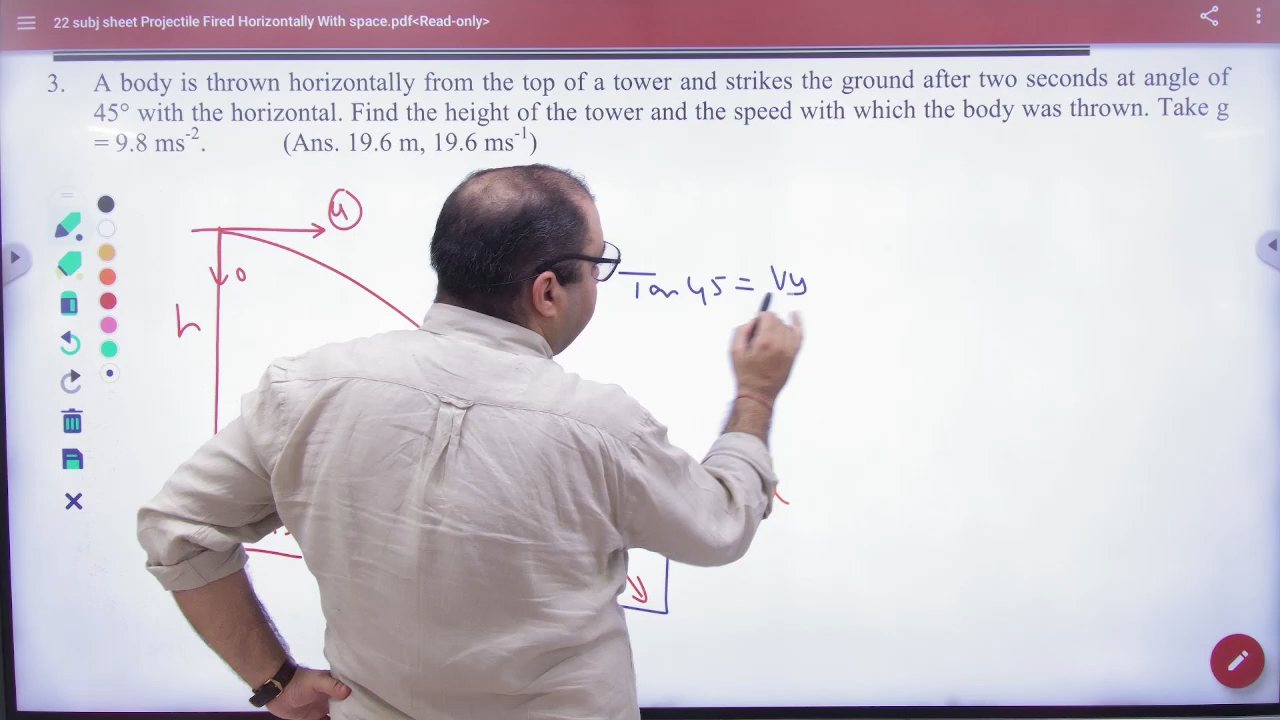 22 subj sheet Projectile Fired Horizontally With space.pdf<Read-only>
3. A body is thrown horizontally from the top of a tower and strikes the ground after two seconds at angle of
45° with the horizontal. Find the height of the tower and the speed with which the body was thrown. Take g
= 9.8 ms⁻². (Ans. 19.6 m, 19.6 ms⁻¹)
u
0
h
Tan 45 = Vy